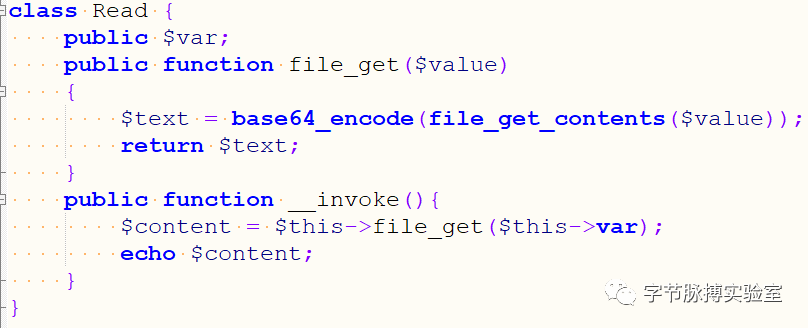 class Read {
    public $var;
    public function file_get($value)
    {
        $text = base64_encode(file_get_contents($value));
        return $text;
    }
    public function __invoke(){
        $content = $this->file_get($this->var);
        echo $content;
    }
}
字节脉搏实验室